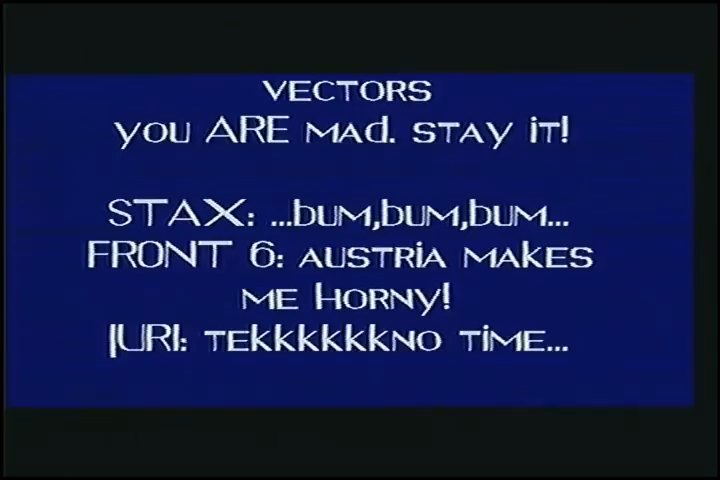 VECTORS
you ARE MAd. STAY iT!
STAX: ...bUM,bUM,bUM...
FRONT 6: AUSTRiA MAKES
ME HORNY!
JURI: TEKKKKKKNO TiME...